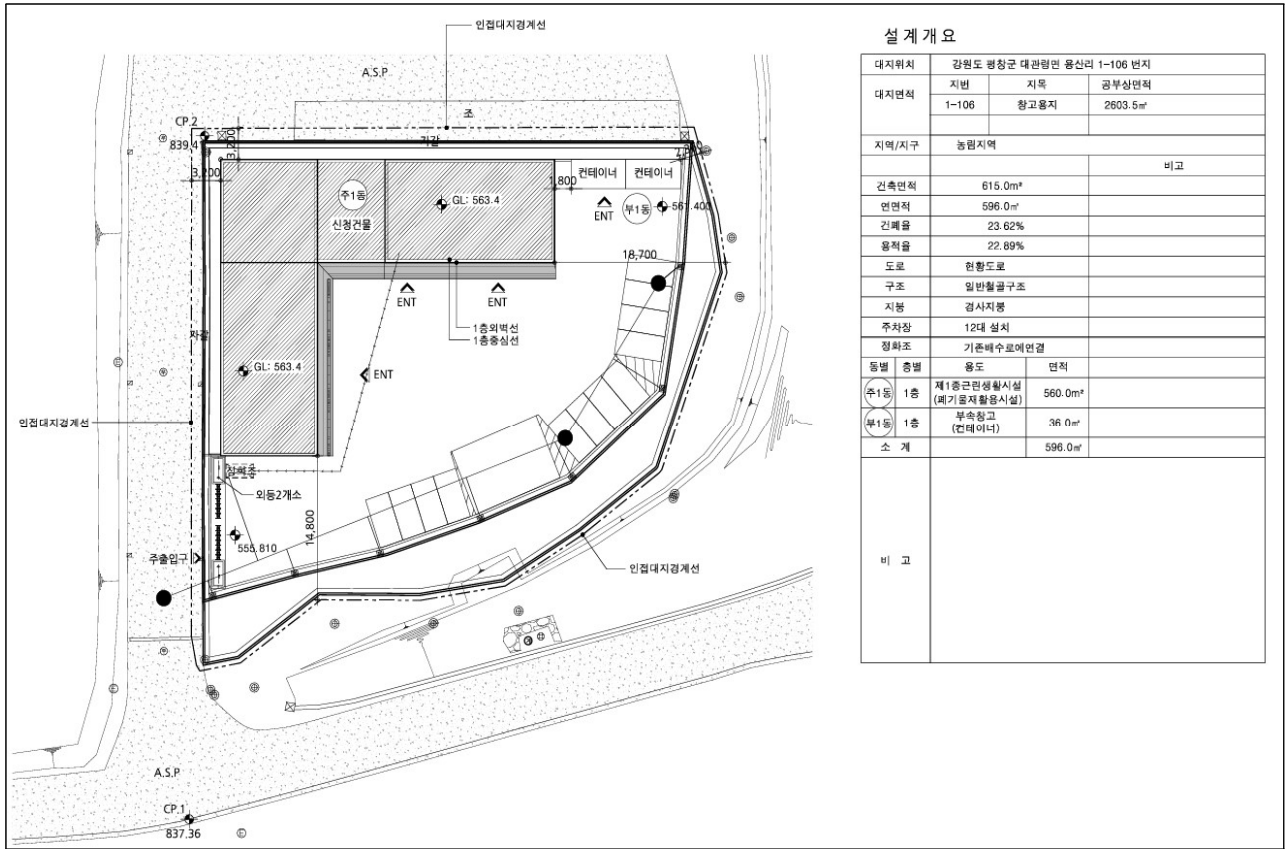 인접대지경계선
A.S.P
조
CP.2
839.4
3,200
3,200
자갈
컨테이너
컨테이너
1,800
주1동
신청건물
GL: 563.4
ENT
부1동
561.400
18,700
ENT
ENT
1층외벽선
1층중심선
자갈
GL: 563.4
ENT
인접대지경계선
정화조
외등2개소
14,800
555.810
주출입구
인접대지경계선
A.S.P
CP.1
837.36
설계개요
대지위치 강원도 평창군 대관령면 용산리 1-106 번지
대지면적 지번 지목 공부상면적
1-106 창고용지 2603.5㎡
지역/지구 농림지역
비고
건축면적 615.0m²
연면적 596.0㎡
건폐율 23.62%
용적율 22.89%
도로 현황도로
구조 일반철골구조
지붕 경사지붕
주차장 12대 설치
정화조 기존배수로에연결
동별 층별 용도 면적
주1동 1층 제1종근린생활시설 560.0m²
(폐기물재활용시설)
부1동 1층 부속창고 36.0㎡
(컨테이너)
소 계 596.0㎡
비 고